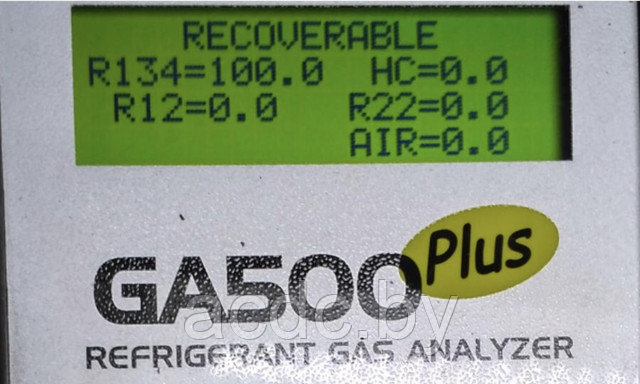 RECOVERABLE
R134=100.0 HC=0.0
R12=0.0 R22=0.0
AIR=0.0
GA500 Plus
acdc.by
REFRIGERANT GAS ANALYZER